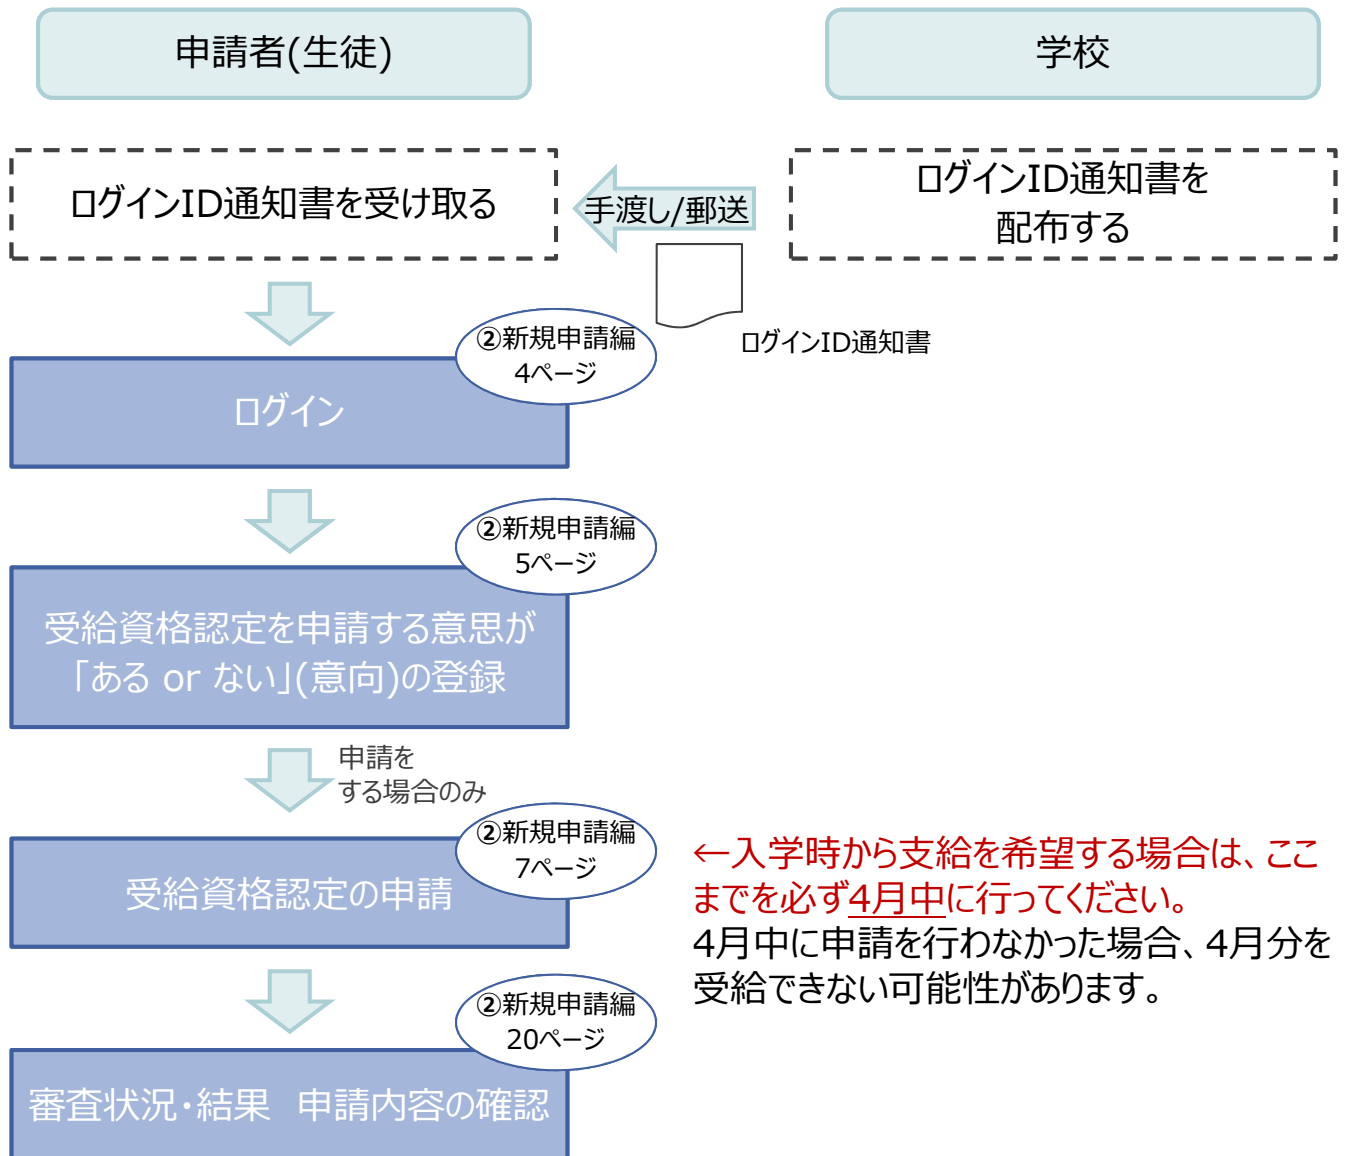 申請者(生徒)
学校
ログインID通知書を受け取る
手渡し/郵送
ログインID通知書を
配布する
ログインID通知書
②新規申請編
4ページ
ログイン
②新規申請編
5ページ
受給資格認定を申請する意思が
「ある or ない」(意向)の登録
申請を
する場合のみ
②新規申請編
7ページ
受給資格認定の申請
←入学時から支給を希望する場合は、ここ
までを必ず4月中に行ってください。
4月中に申請を行わなかった場合、4月分を
受給できない可能性があります。
②新規申請編
20ページ
審査状況・結果　申請内容の確認